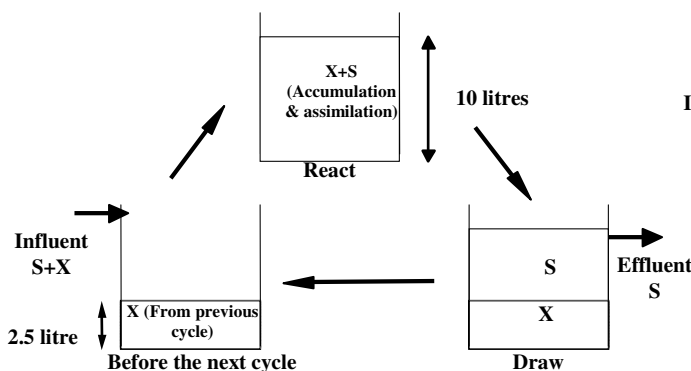 X+S
(Accumulation
& assimilation)
10 litres
React
Influent
S+X
X (From previous
cycle)
2.5 litre
Before the next cycle
S
X
Effluent
S
Draw